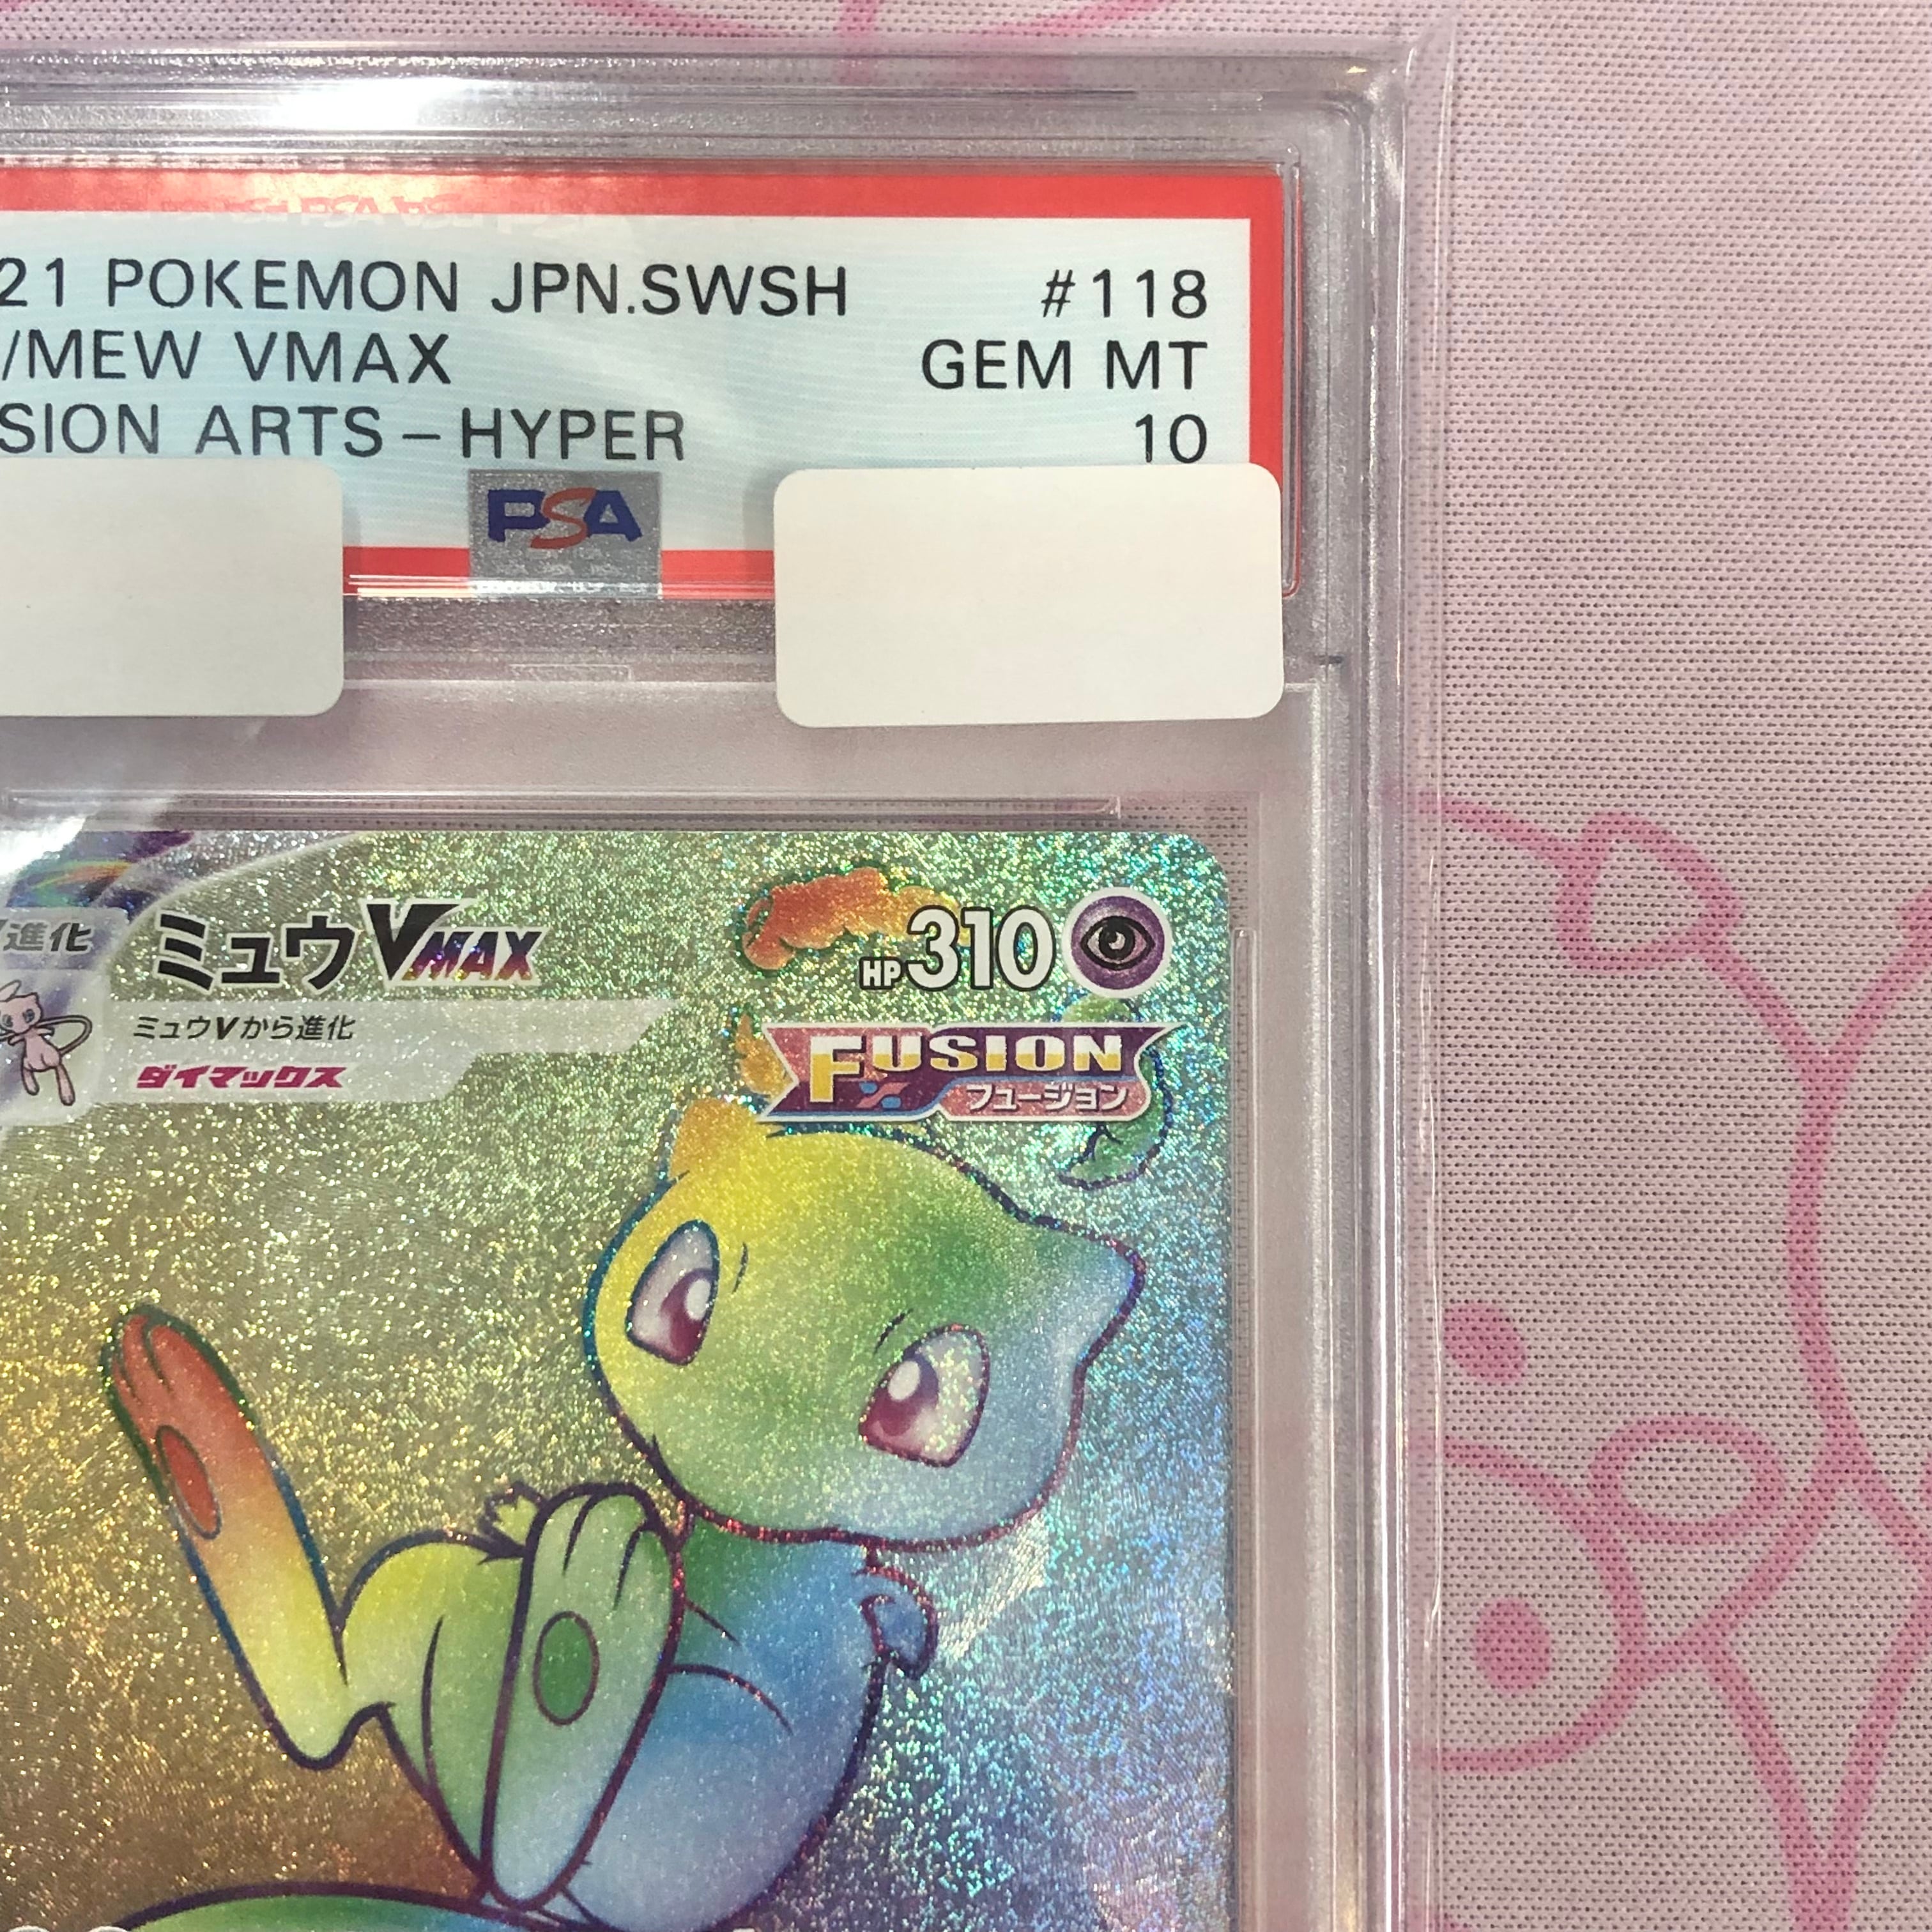 21 POKEMON JPN.SWSH #118
/MEW VMAX GEM MT
SION ARTS-HYPER 10
PSA
進化 ミュウVMAX HP310
ミュウVから進化
ダイマックス
FUSION
フュージョン